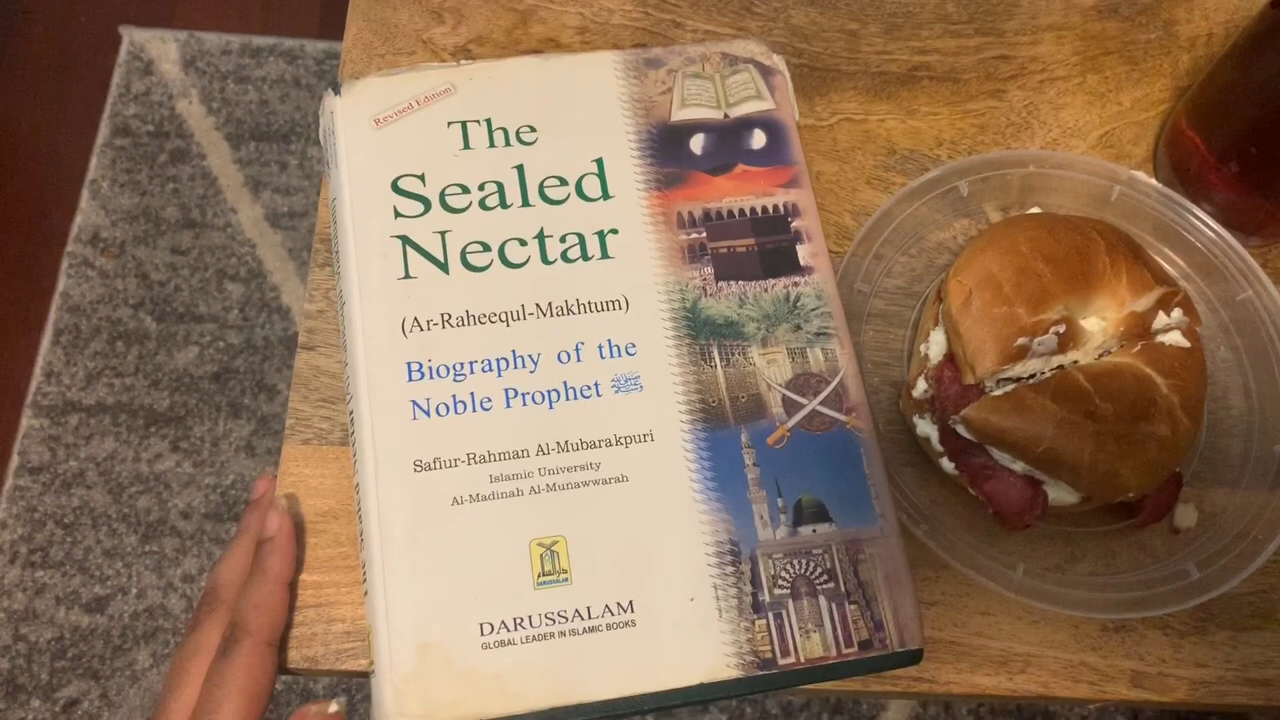 Revised Edition
The
Sealed
Nectar
(Ar-Raheequl-Makhtum)
Biography of the
Noble Prophet ﷺ
Safiur-Rahman Al-Mubarakpuri
Islamic University
Al-Madinah Al-Munawwarah
دارالسلام
DARUSSALAM
DARUSSALAM
GLOBAL LEADER IN ISLAMIC BOOKS